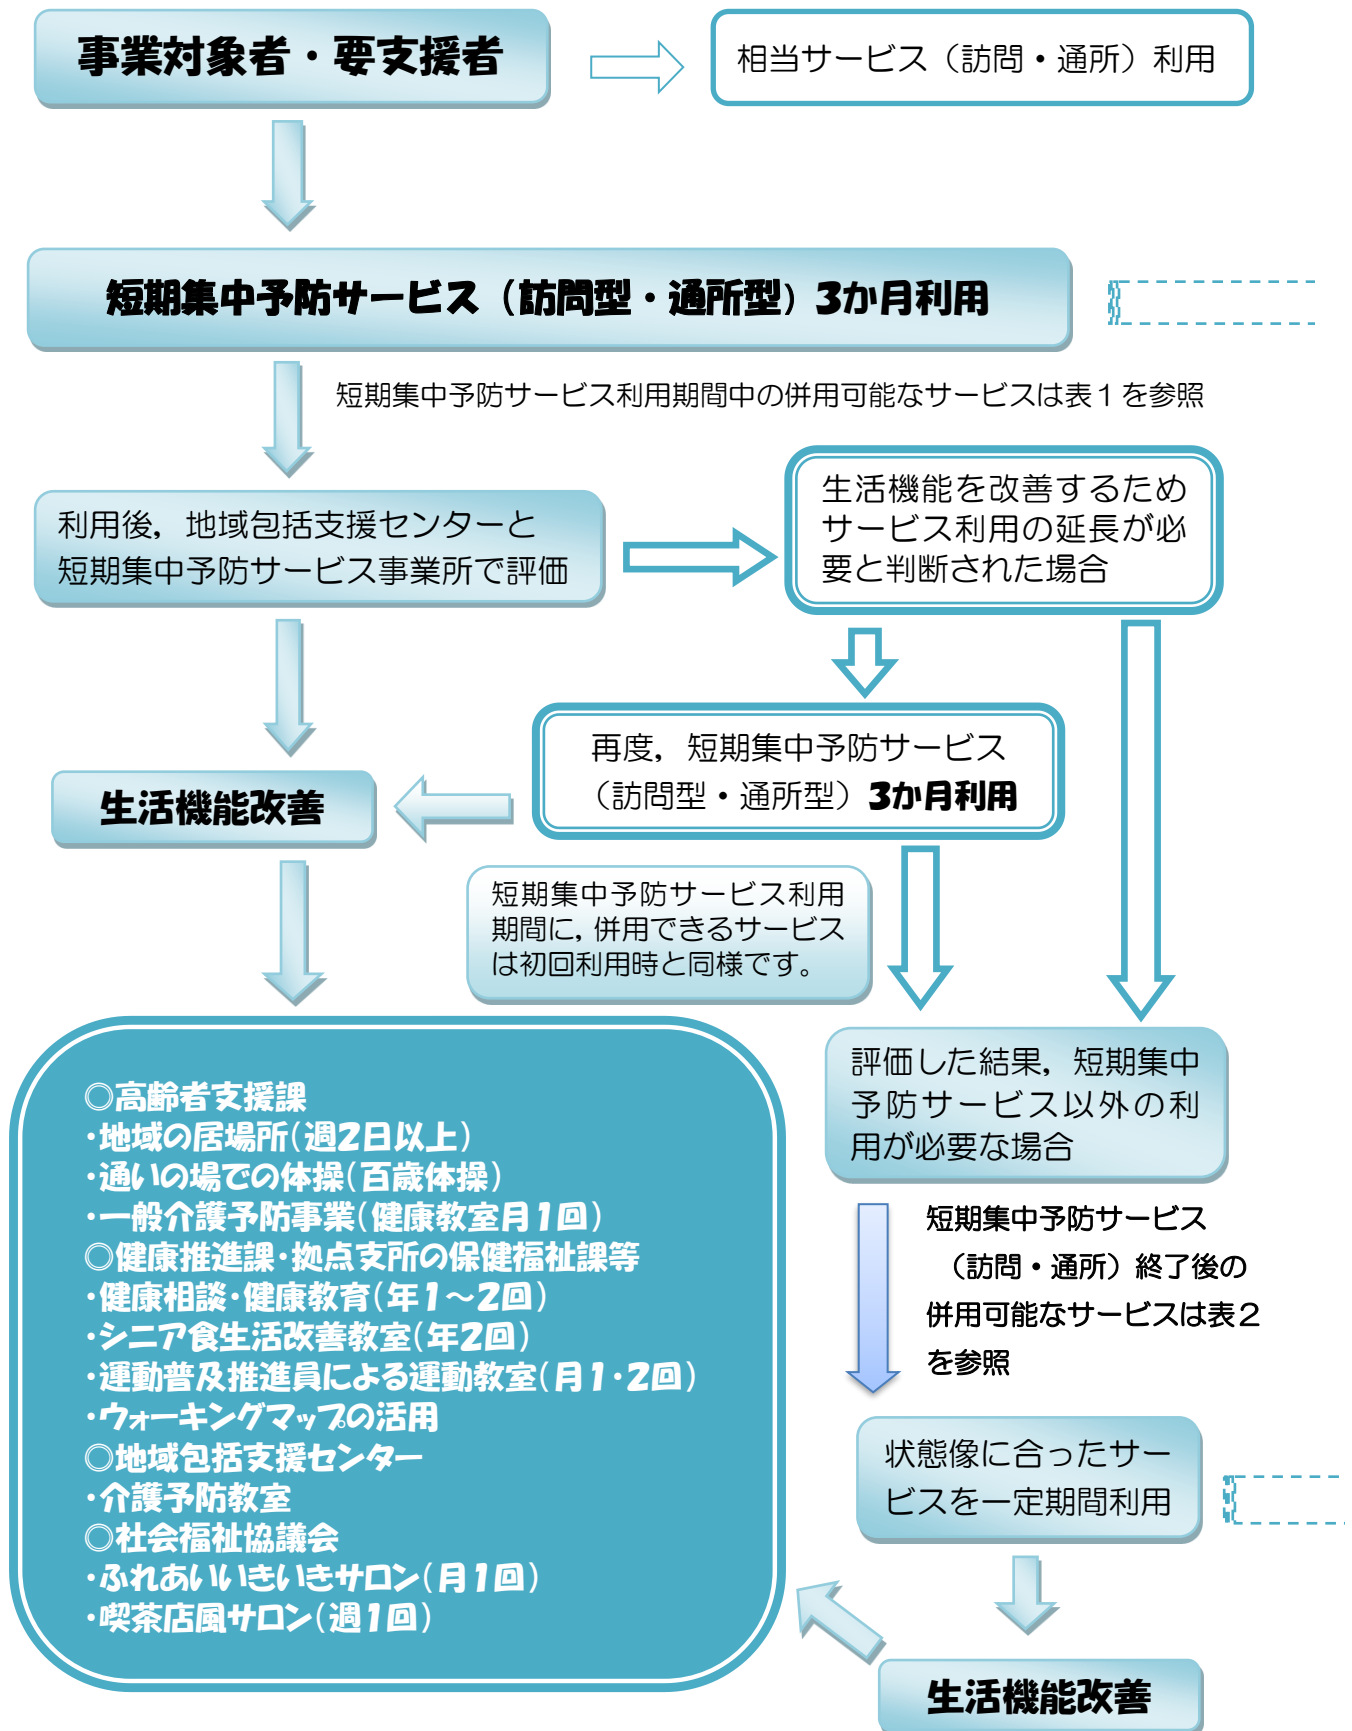 事業対象者・要支援者
相当サービス（訪問・通所）利用
短期集中予防サービス（訪問型・通所型）3か月利用
短期集中予防サービス利用期間中の併用可能なサービスは表１を参照
利用後，地域包括支援センターと
短期集中予防サービス事業所で評価
生活機能を改善するため
サービス利用の延長が必
要と判断された場合
再度，短期集中予防サービス
（訪問型・通所型）3か月利用
生活機能改善
短期集中予防サービス利用
期間に，併用できるサービス
は初回利用時と同様です。
評価した結果，短期集中
予防サービス以外の利
用が必要な場合
◎高齢者支援課
・地域の居場所（週2日以上）
・通いの場での体操（百歳体操）
・一般介護予防事業（健康教室月1回）
◎健康推進課・拠点支所の保健福祉課等
・健康相談・健康教育（年1～2回）
・シニア食生活改善教室（年2回）
・運動普及推進員による運動教室（月1・2回）
・ウォーキングマップの活用
◎地域包括支援センター
・介護予防教室
◎社会福祉協議会
・ふれあいいきいきサロン（月1回）
・喫茶店風サロン（週1回）
短期集中予防サービス
（訪問・通所）終了後の
併用可能なサービスは表２
を参照
状態像に合ったサー
ビスを一定期間利用
生活機能改善